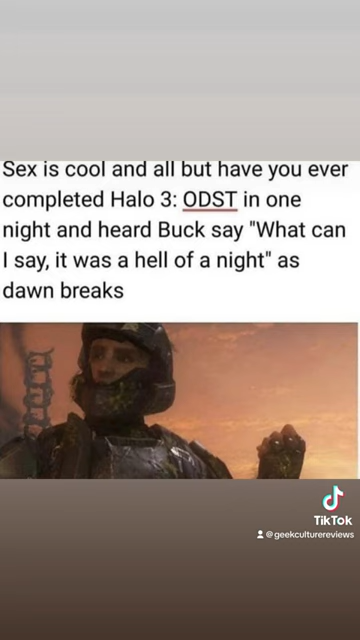 Sex is cool and all but have you ever
completed Halo 3: ODST in one
night and heard Buck say "What can
I say, it was a hell of a night" as
dawn breaks
TikTok
@geekculturereviews